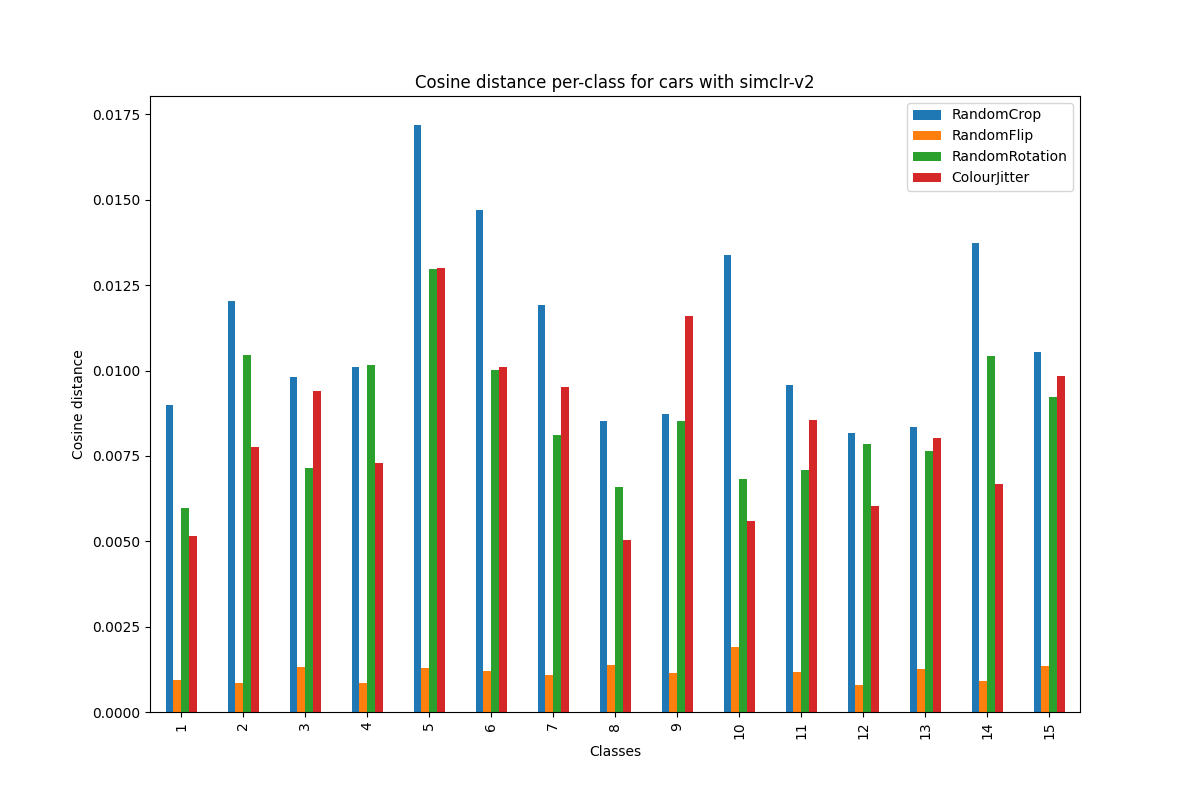 Cosine distance per-class for cars with simclr-v2
RandomCrop
RandomFlip
RandomRotation
ColourJitter
Cosine distance
0.0175
0.0150
0.0125
0.0100
0.0075
0.0050
0.0025
0.0000
1 2 3 4 5 6 7 8 9 10 11 12 13 14 15
Classes